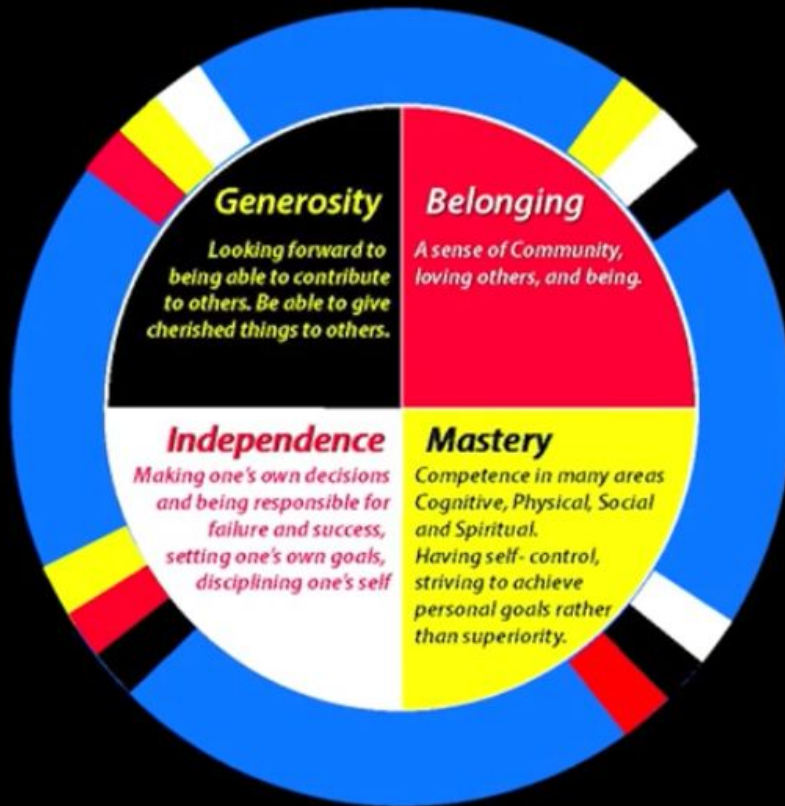 Generosity
Looking forward to
being able to contribute
to others. Be able to give
cherished things to others.
Belonging
A sense of Community,
loving others, and being.
Independence
Making one's own decisions
and being responsible for
failure and success,
setting one's own goals,
disciplining one's self
Mastery
Competence in many areas
Cognitive, Physical, Social
and Spiritual.
Having self- control,
striving to achieve
personal goals rather
than superiority.